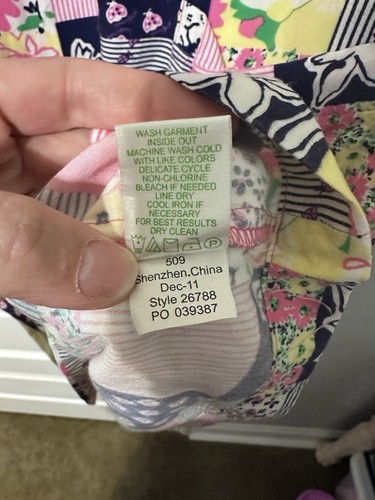 WASH GARMENT
INSIDE OUT
MACHINE WASH COLD
WITH LIKE COLORS
DELICATE CYCLE
NON-CHLORINE
BLEACH IF NEEDED
LINE DRY
COOL IRON IF
NECESSARY
FOR BEST RESULTS
DRY CLEAN
509
Shenzhen.China
Dec-11
Style 26788
PO 039387